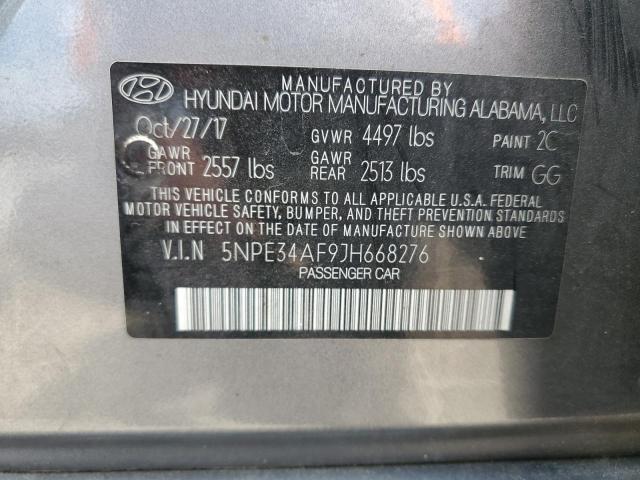 MANUFACTURED BY
HYUNDAI MOTOR MANUFACTURING ALABAMA, LLC
Oct/27/17 GVWR 4497 lbs PAINT 2C
GAWR FRONT 2557 lbs GAWR REAR 2513 lbs TRIM GG
THIS VEHICLE CONFORMS TO ALL APPLICABLE U.S.A. FEDERAL
MOTOR VEHICLE SAFETY, BUMPER, AND THEFT PREVENTION STANDARDS
IN EFFECT ON THE DATE OF MANUFACTURE SHOWN ABOVE
V.I.N 5NPE34AF9JH668276
PASSENGER CAR